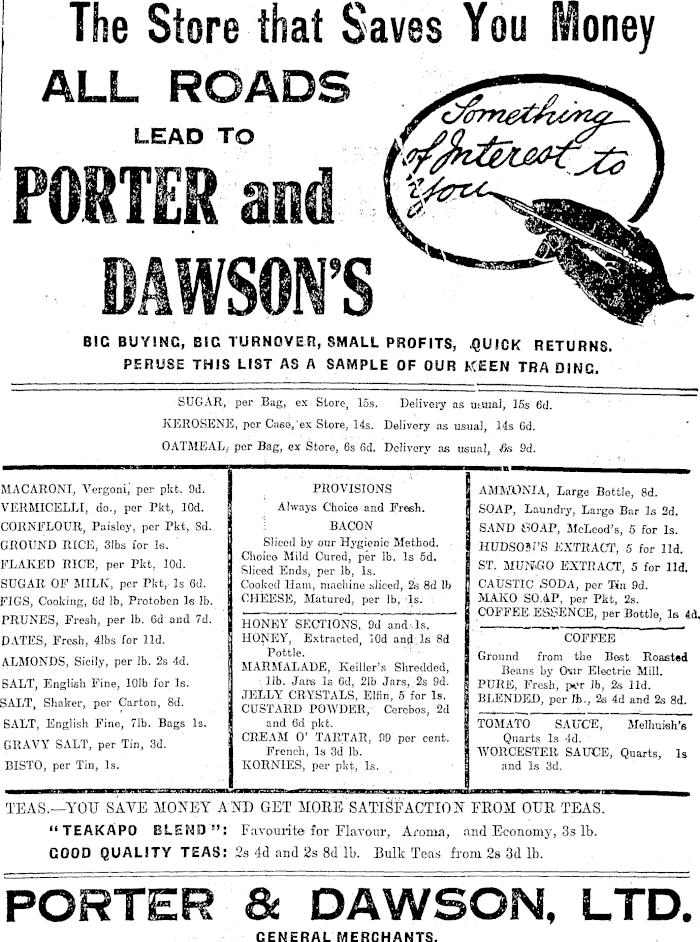 The Store that Saves You Money
ALL ROADS
LEAD TO
PORTER and
DAWSON'S
Something
of Interest to
You
BIG BUYING, BIG TURNOVER, SMALL PROFITS, QUICK RETURNS.
PERUSE THIS LIST AS A SAMPLE OF OUR KEEN TRADING.
SUGAR, per Bag, ex Store, 15s. Delivery as usual, 15s 6d.
KEROSENE, per Case, ex Store, 14s. Delivery as usual, 14s 6d.
OATMEAL, per Bag, ex Store, 6s 6d. Delivery as usual, 9d.
MACARONI, Vergoni, per pkt. 9d.
VERMICELLI, do., per Pkt, 10d.
CORNFLOUR, Paisley, per Pkt, 8d.
GROUND RICE, 3lbs for 1s.
FLAKED RICE, per Pkt, 10d.
SUGAR OF MILK, per Pkt, 1s 6d.
FIGS, Cooking, 6d lb, Protoben 1s lb.
PRUNES, Fresh, per lb. 6d and 7d.
DATES, Fresh, 4lbs for 11d.
ALMONDS, Sicily, per lb. 2s 4d.
SALT, English Fine, 10lb for 1s.
SALT, Shaker, per Carton, 8d.
SALT, English Fine, 7lb. Bags 1s.
GRAVY SALT, per Tin, 3d.
BISTO, per Tin, 1s.
PROVISIONS
Always Choice and Fresh.
BACON
Sliced by our Hygienic Method.
Choice Mild Cured, per lb. 1s 5d.
Sliced Ends, per lb, 1s.
Cooked Ham, machine sliced, 2s 8d lb
CHEESE, Matured, per lb, 1s.
HONEY SECTIONS, 9d and 1s.
HONEY, Extracted, 10d and 1s 8d
Pottle.
MARMALADE, Keiller's Shredded,
1lb. Jars 1s 6d, 2lb Jars, 2s 9d.
JELLY CRYSTALS, Elfin, 5 for 1s.
CUSTARD POWDER, Cerebos, 2d
and 6d pkt.
CREAM O' TARTAR, 99 per cent.
French, 1s 3d lb.
KORNIES, per pkt, 1s.
AMMONIA, Large Bottle, 8d.
SOAP, Laundry, Large Bar 1s 2d.
SAND SOAP, McLeod's, 5 for 1s.
HUDSON'S EXTRACT, 5 for 11d.
ST. MUNGO EXTRACT, 5 for 11d.
CAUSTIC SODA, per Tin 9d.
MAKO SOAP, per Pkt, 2s.
COFFEE ESSENCE, per Bottle, 1s 4d.
COFFEE
Ground from the Best Roasted
Beans by Our Electric Mill.
PURE, Fresh, per lb, 2s 11d.
BLENDED, per lb., 2s 4d and 2s 8d.
TOMATO SAUCE, Melhuish's
Quarts 1s 4d.
WORCESTER SAUCE, Quarts, 1s
and 1s 3d.
TEAS.—YOU SAVE MONEY AND GET MORE SATISFACTION FROM OUR TEAS.
"TEAKAPO BLEND": Favourite for Flavour, Aroma, and Economy, 3s lb.
GOOD QUALITY TEAS: 2s 4d and 2s 8d lb. Bulk Teas from 2s 3d lb.
PORTER & DAWSON, LTD.
GENERAL MERCHANTS.